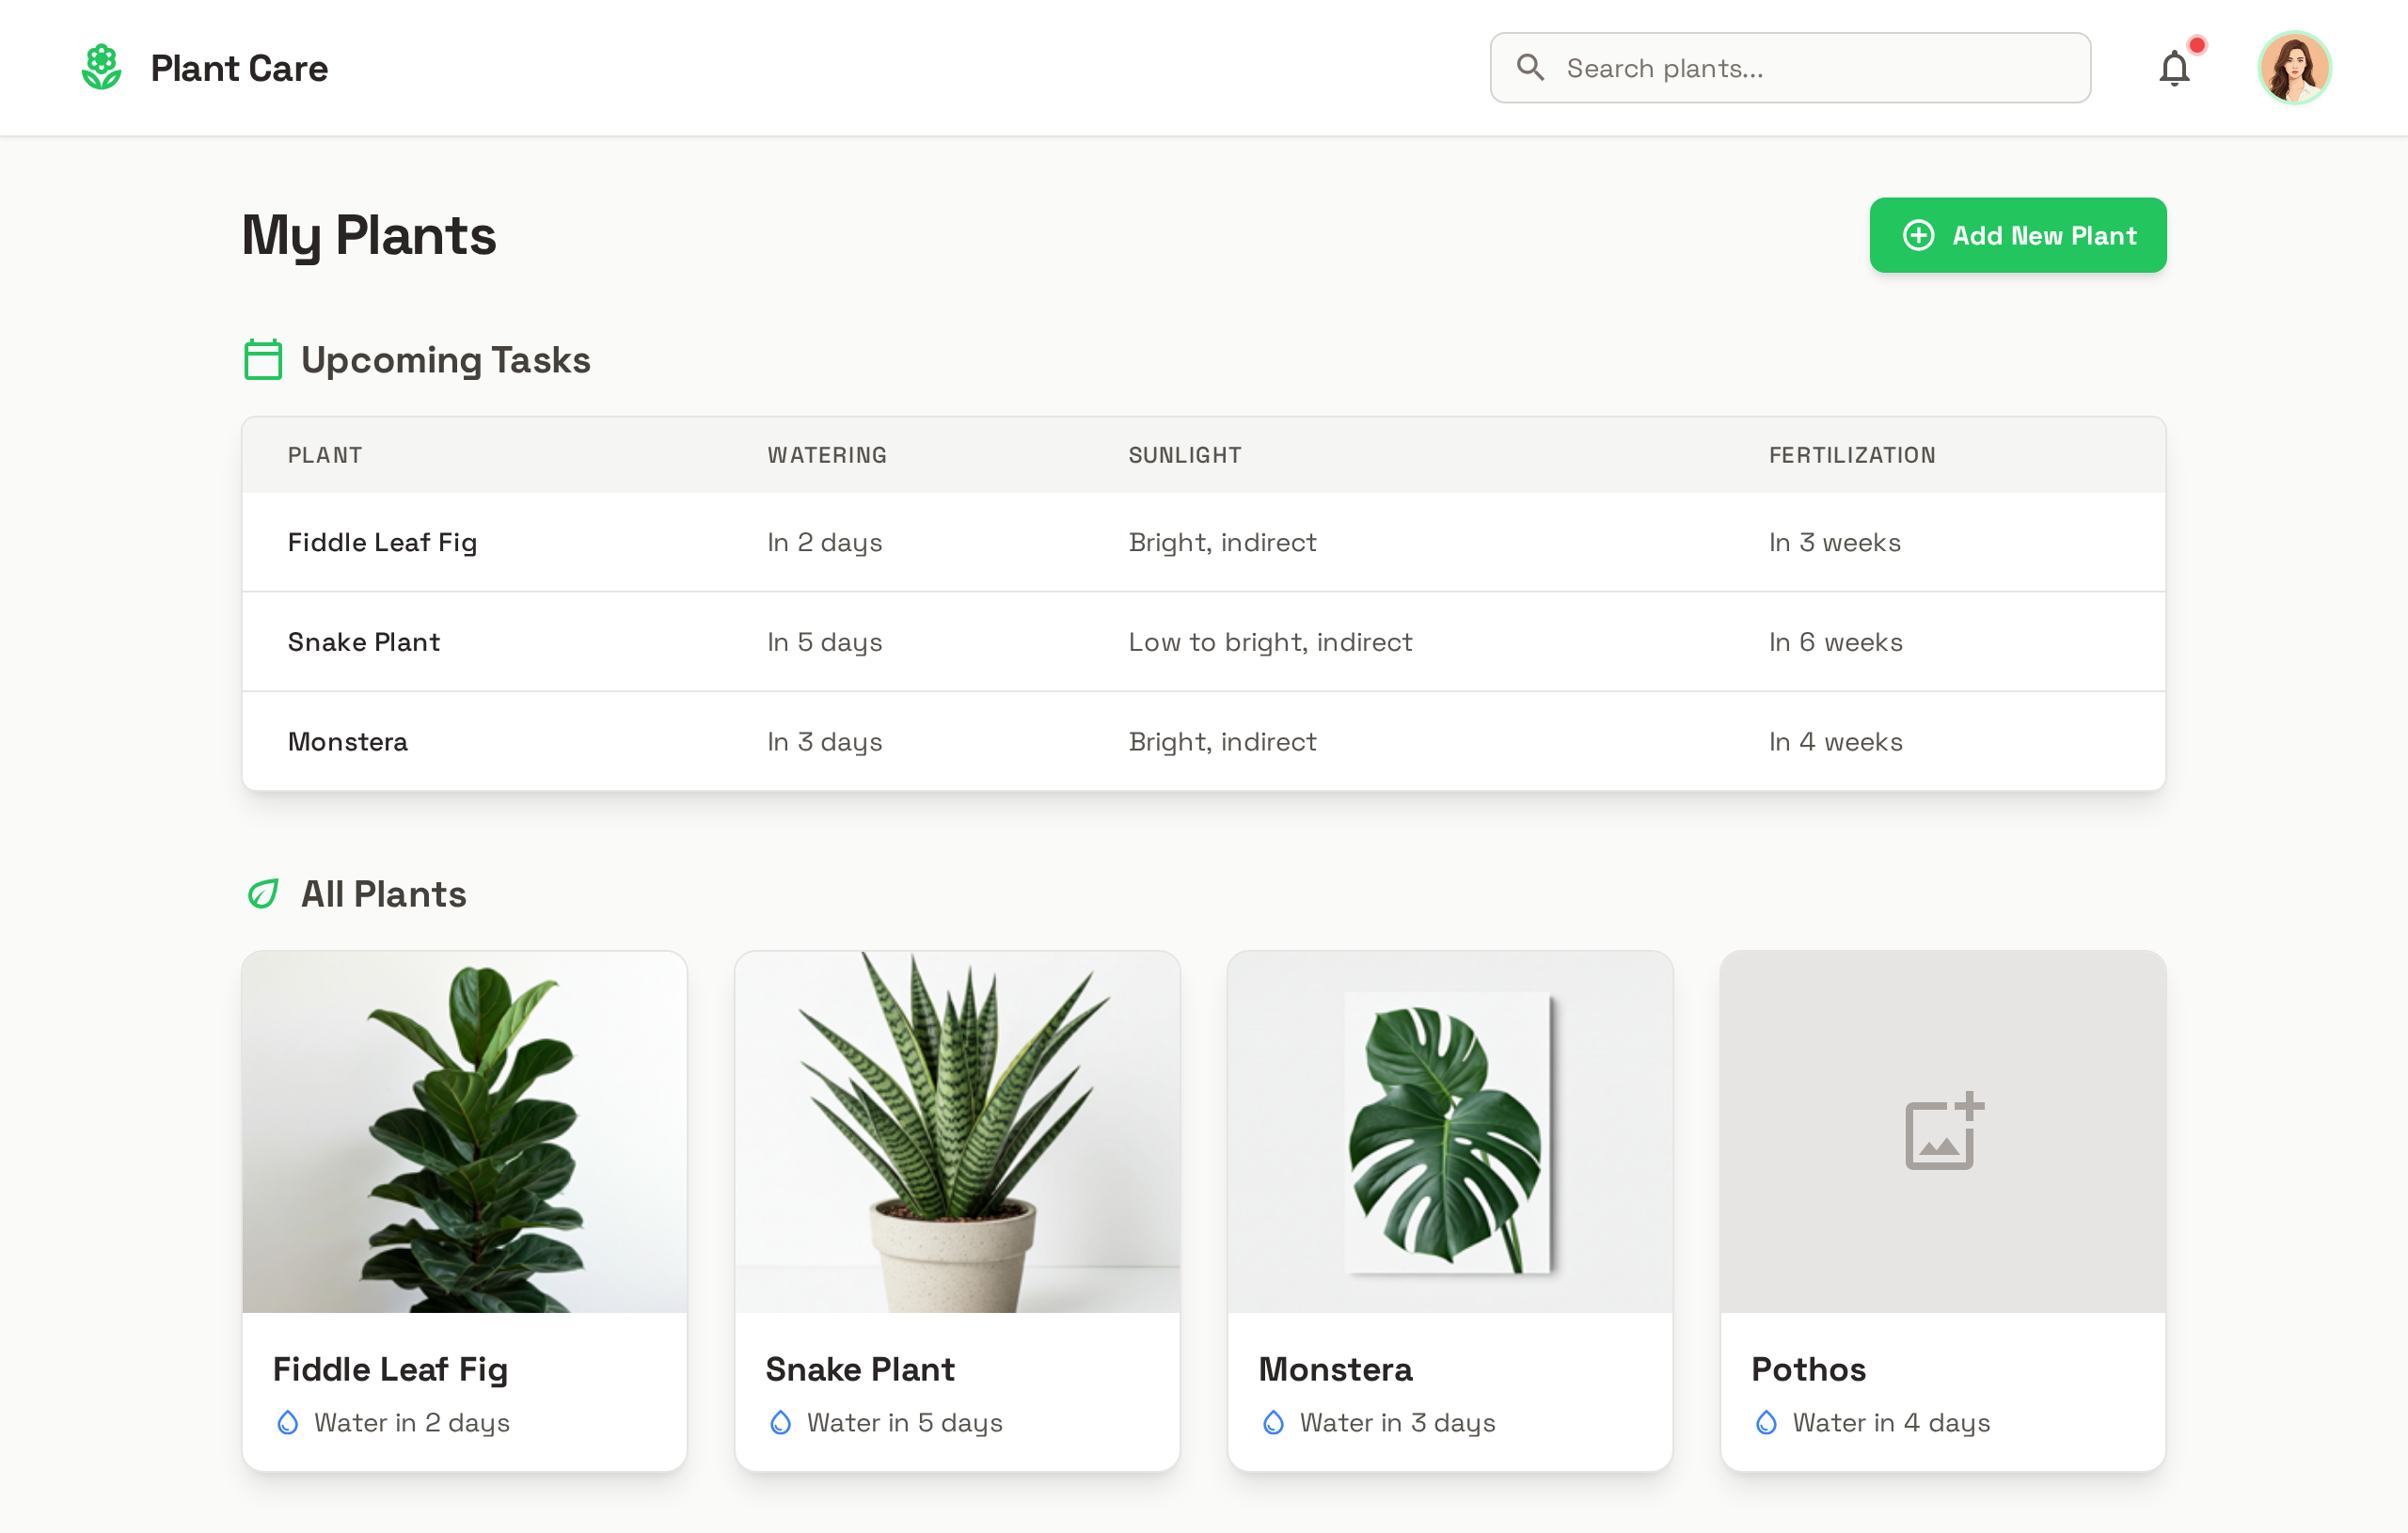 Plant Care
Search plants...
My Plants
Add New Plant
Upcoming Tasks
PLANT WATERING SUNLIGHT FERTILIZATION
Fiddle Leaf Fig In 2 days Bright, indirect In 3 weeks
Snake Plant In 5 days Low to bright, indirect In 6 weeks
Monstera In 3 days Bright, indirect In 4 weeks
All Plants
Fiddle Leaf Fig
Water in 2 days
Snake Plant
Water in 5 days
Monstera
Water in 3 days
Pothos
Water in 4 days